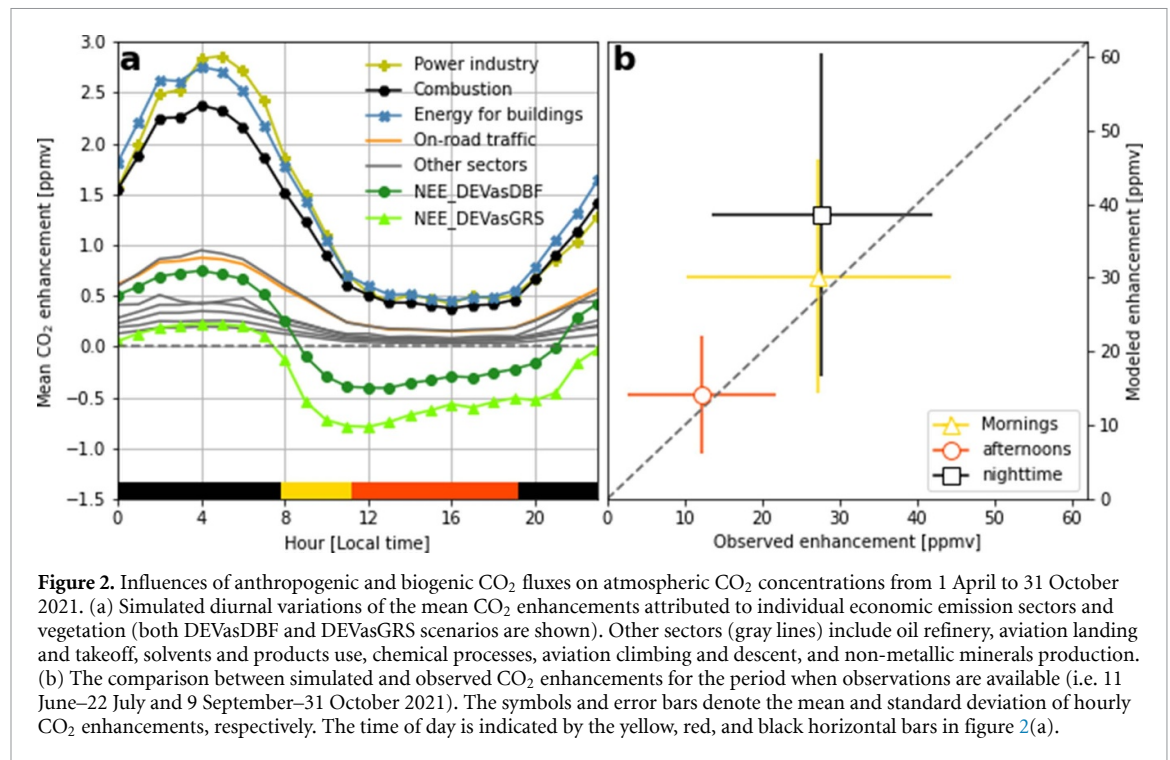 a
Power industry
Combustion
Energy for buildings
On-road traffic
Other sectors
NEE_DEVasDBF
NEE_DEVasGRS
Mean CO₂ enhancement [ppmv]
3.0
2.5
2.0
1.5
1.0
0.5
0.0
−0.5
−1.0
−1.5
0 4 8 12 16 20
Hour [Local time]
b
Mornings
afternoons
nighttime
60
50
40
30
20
10
0
Modeled enhancement [ppmv]
0 10 20 30 40 50 60
Observed enhancement [ppmv]
Figure 2. Influences of anthropogenic and biogenic CO₂ fluxes on atmospheric CO₂ concentrations from 1 April to 31 October
2021. (a) Simulated diurnal variations of the mean CO₂ enhancements attributed to individual economic emission sectors and
vegetation (both DEVasDBF and DEVasGRS scenarios are shown). Other sectors (gray lines) include oil refinery, aviation landing
and takeoff, solvents and products use, chemical processes, aviation climbing and descent, and non-metallic minerals production.
(b) The comparison between simulated and observed CO₂ enhancements for the period when observations are available (i.e. 11
June–22 July and 9 September–31 October 2021). The symbols and error bars denote the mean and standard deviation of hourly
CO₂ enhancements, respectively. The time of day is indicated by the yellow, red, and black horizontal bars in figure 2(a).